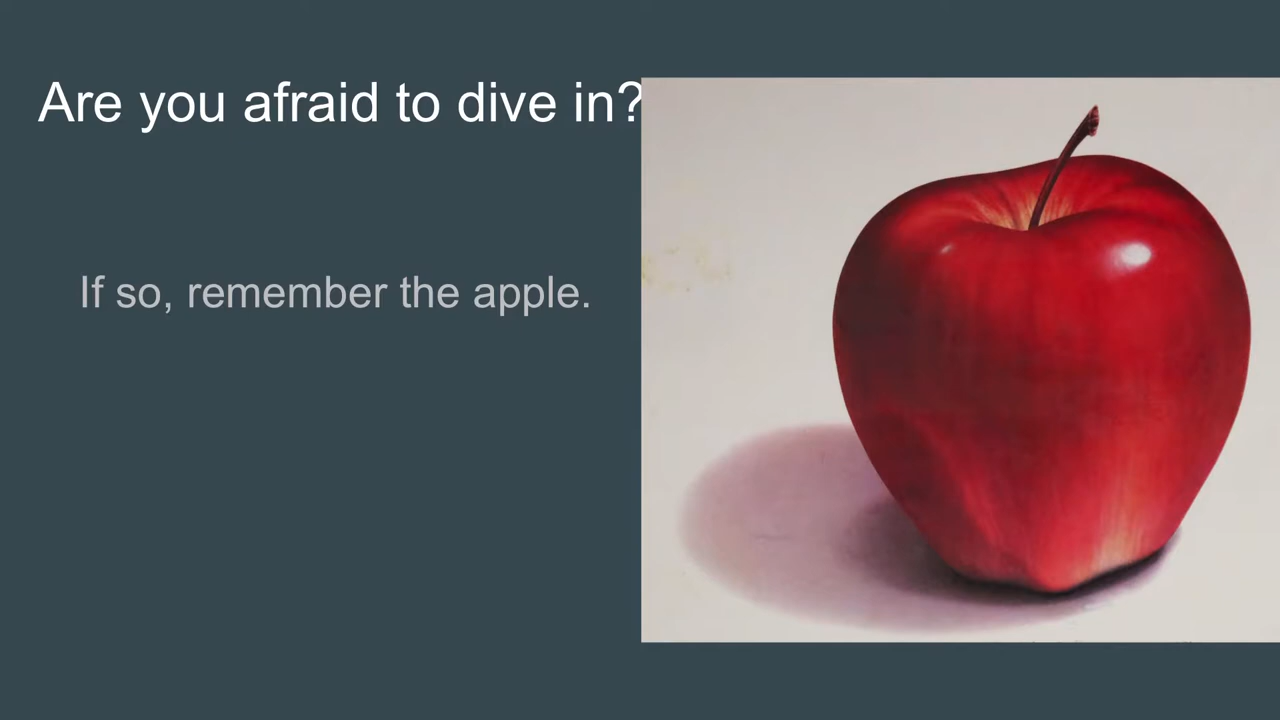 Are you afraid to dive in?
If so, remember the apple.